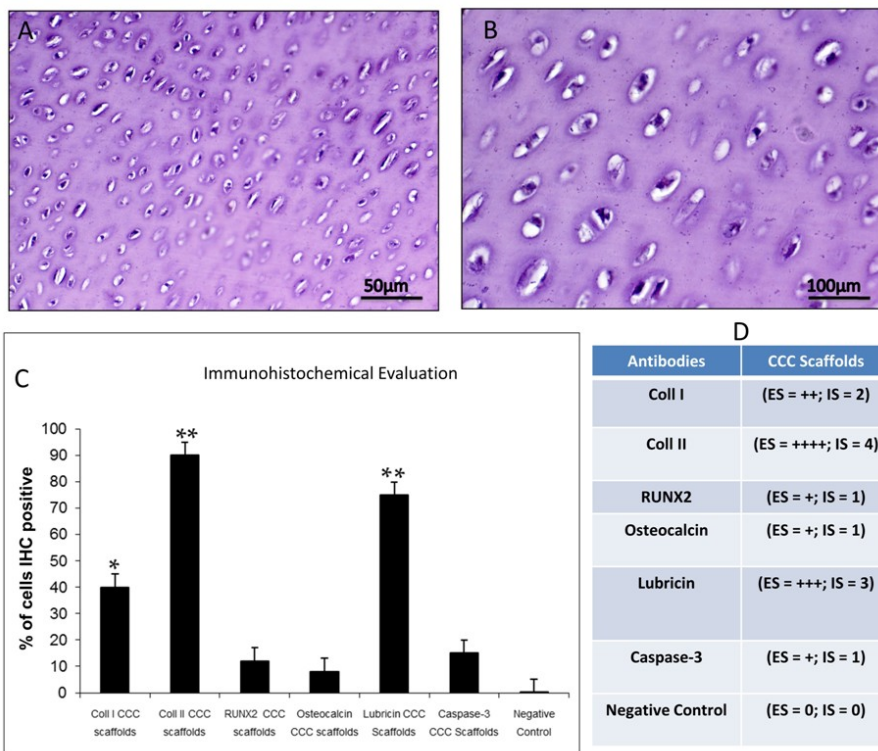 A
50µm
B
100µm
C
Immunohistochemical Evaluation
% of cells IHC positive
100
90
80
70
60
50
40
30
20
10
0
*
**
**
Coll I CCC
scaffolds
Coll II CCC
scaffolds
RUNX2 CCC
scaffolds
Osteocalcin
CCC scaffolds
Lubricin CCC
Scaffolds
Caspase-3
CCC Scaffolds
Negative
Control
D
Antibodies CCC Scaffolds
Coll I (ES = ++; IS = 2)
Coll II (ES = ++++; IS = 4)
RUNX2 (ES = +; IS = 1)
Osteocalcin (ES = +; IS = 1)
Lubricin (ES = +++; IS = 3)
Caspase-3 (ES = +; IS = 1)
Negative Control (ES = 0; IS = 0)